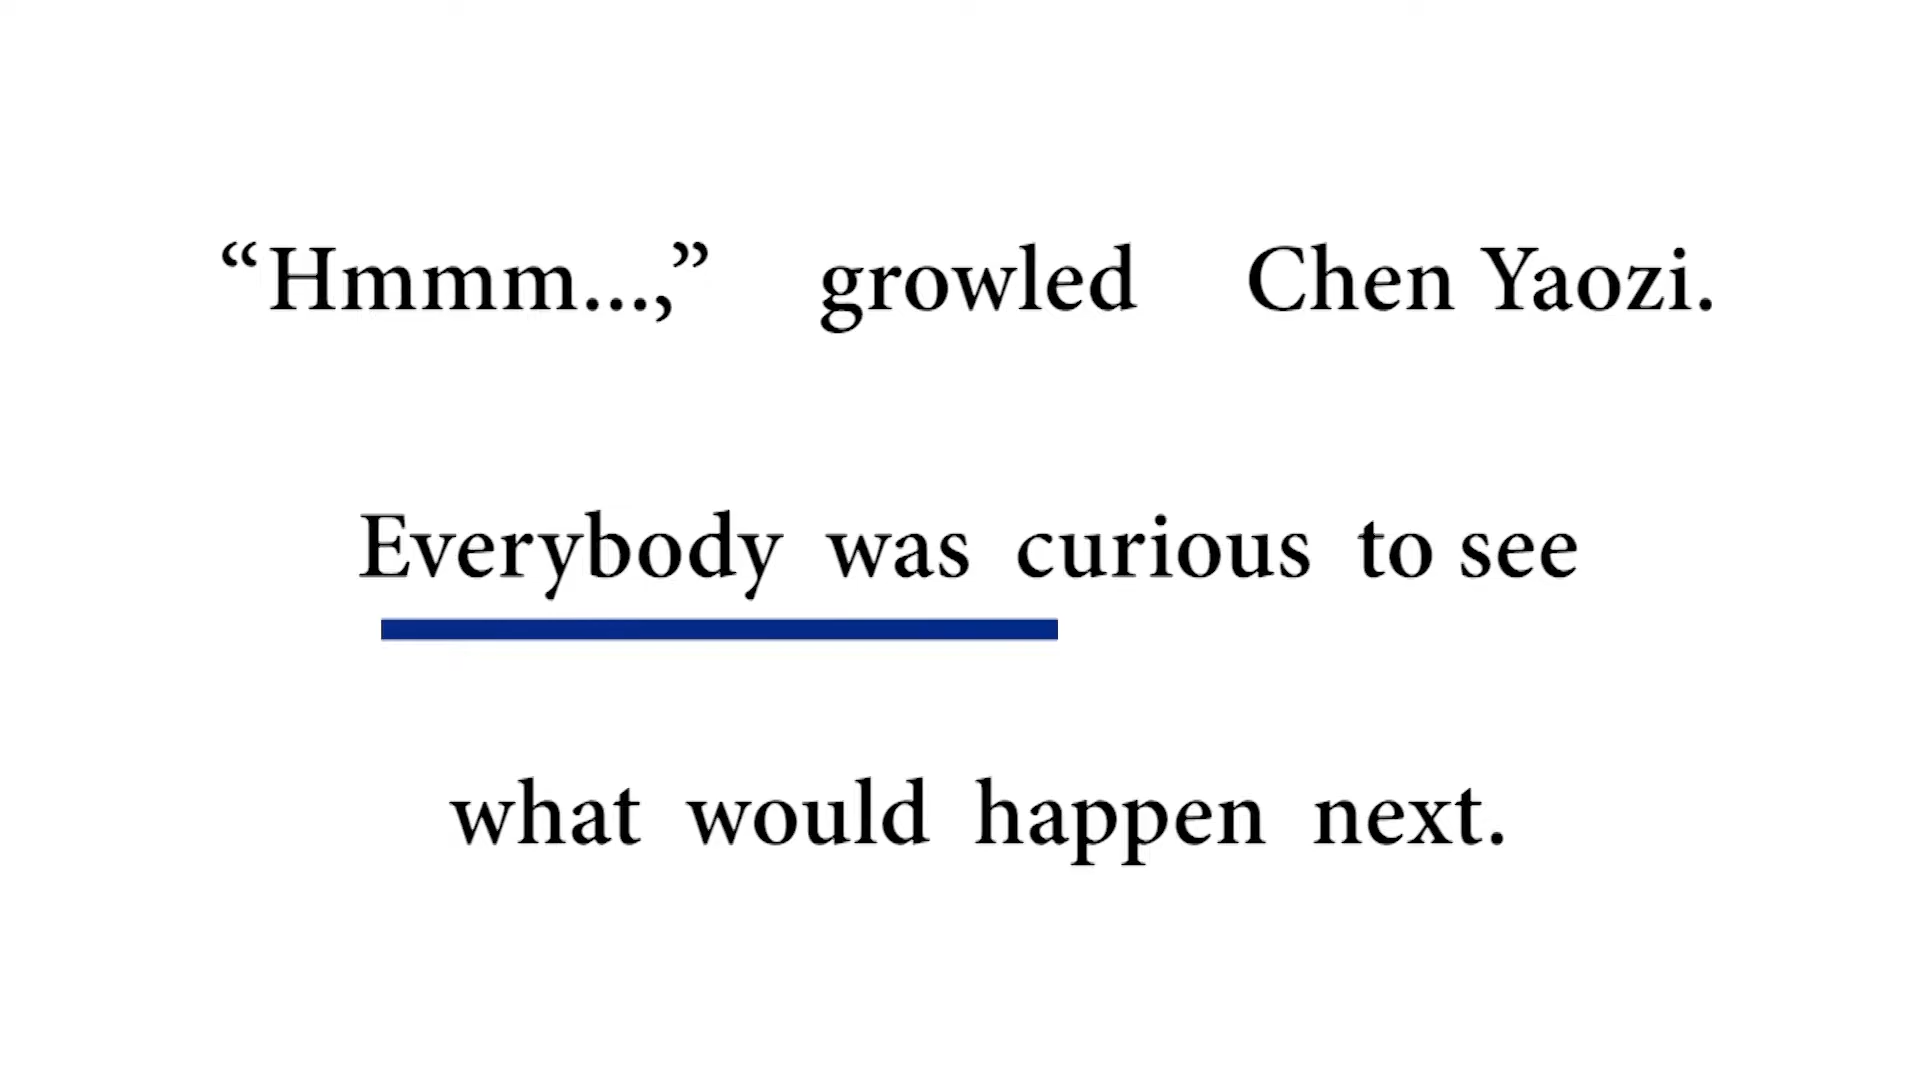 “Hmmm...,” growled Chen Yaozi.
Everybody was curious to see
what would happen next.